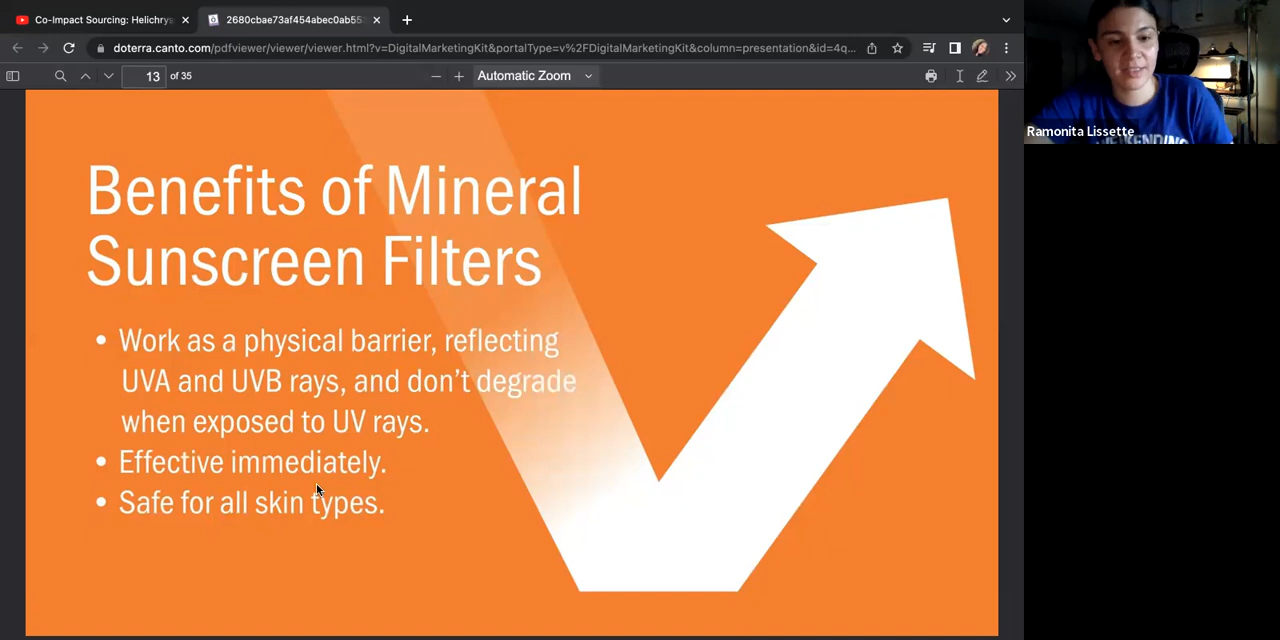 Co-Impact Sourcing: Helichrys
2680cbae73af454abec0ab55
doterra.canto.com/pdfviewer/viewer/viewer.html?v=DigitalMarketingKit&portalType=v%2FDigitalMarketingKit&column=presentation&id=4q...
13 of 35
Automatic Zoom
Ramonita Lissette
Benefits of Mineral
Sunscreen Filters
• Work as a physical barrier, reflecting
UVA and UVB rays, and don't degrade
when exposed to UV rays.
• Effective immediately.
• Safe for all skin types.